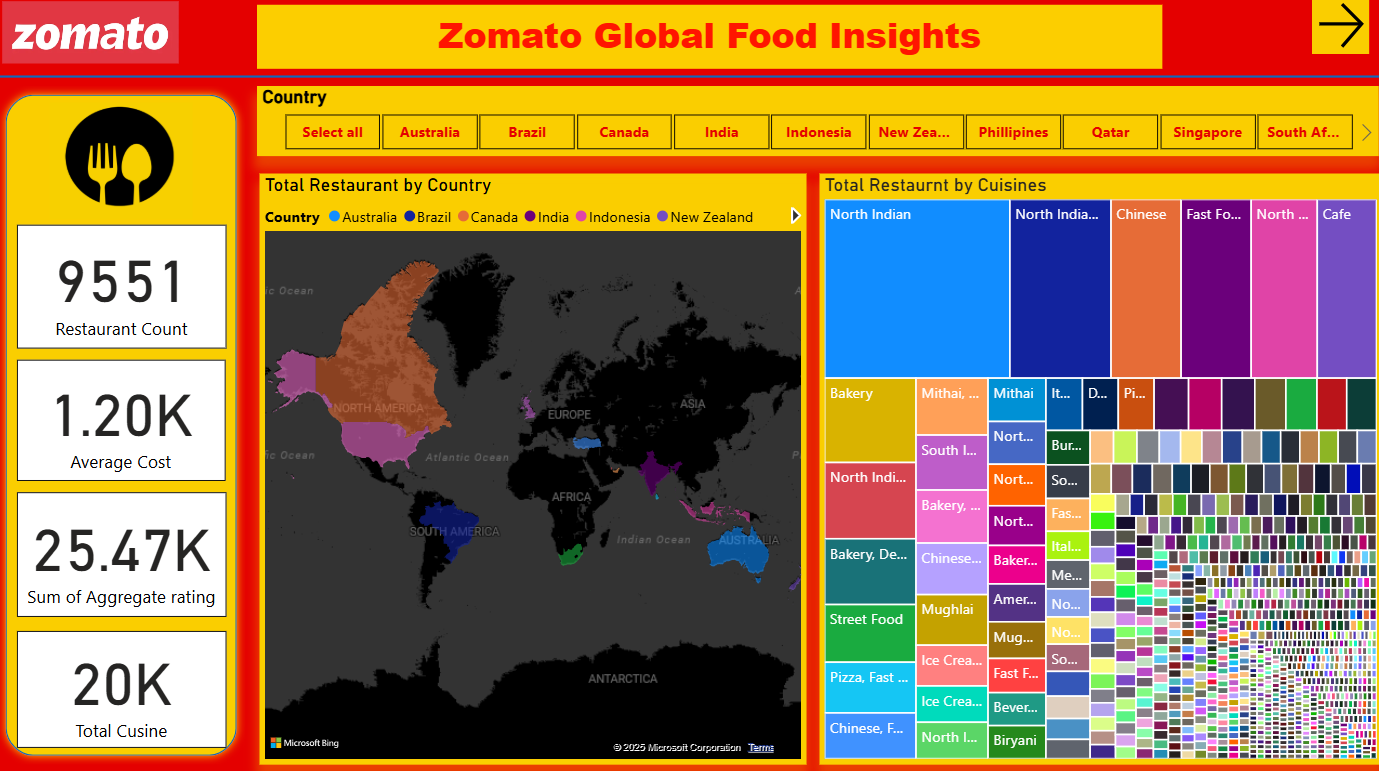 zomato
Zomato Global Food Insights
Country
Select all
Australia
Brazil
Canada
India
Indonesia
New Zea...
Phillipines
Qatar
Singapore
South Af...
9551
Restaurant Count
1.20K
Average Cost
25.47K
Sum of Aggregate rating
20K
Total Cusine
Total Restaurant by Country
Country Australia Brazil Canada India Indonesia New Zealand
ic Ocean
A
NORTH AMERICA
EUROPE
ASIA
ic Ocean
Atlantic Ocean
P
AFRICA
SOUTH AMERICA
Indian Ocean
AUSTRALIA
ANTARCTICA
Microsoft Bing
© 2025 Microsoft Corporation Terms
Total Restaurnt by Cuisines
North Indian
North India...
Chinese
Fast Fo...
North ...
Cafe
Bakery
North Indi...
Bakery, De...
Street Food
Pizza, Fast ...
Chinese, F...
Mithai, ...
South I...
Bakery, ...
Chinese...
Mughlai
Ice Crea...
Ice Crea...
North I...
Mithai
Nort...
Nort...
Nort...
Baker...
Amer...
Mug...
Fast F...
Bever...
Biryani
It...
D...
Pi...
Bur...
So...
Fas...
Ital...
Me...
No...
No...
So...